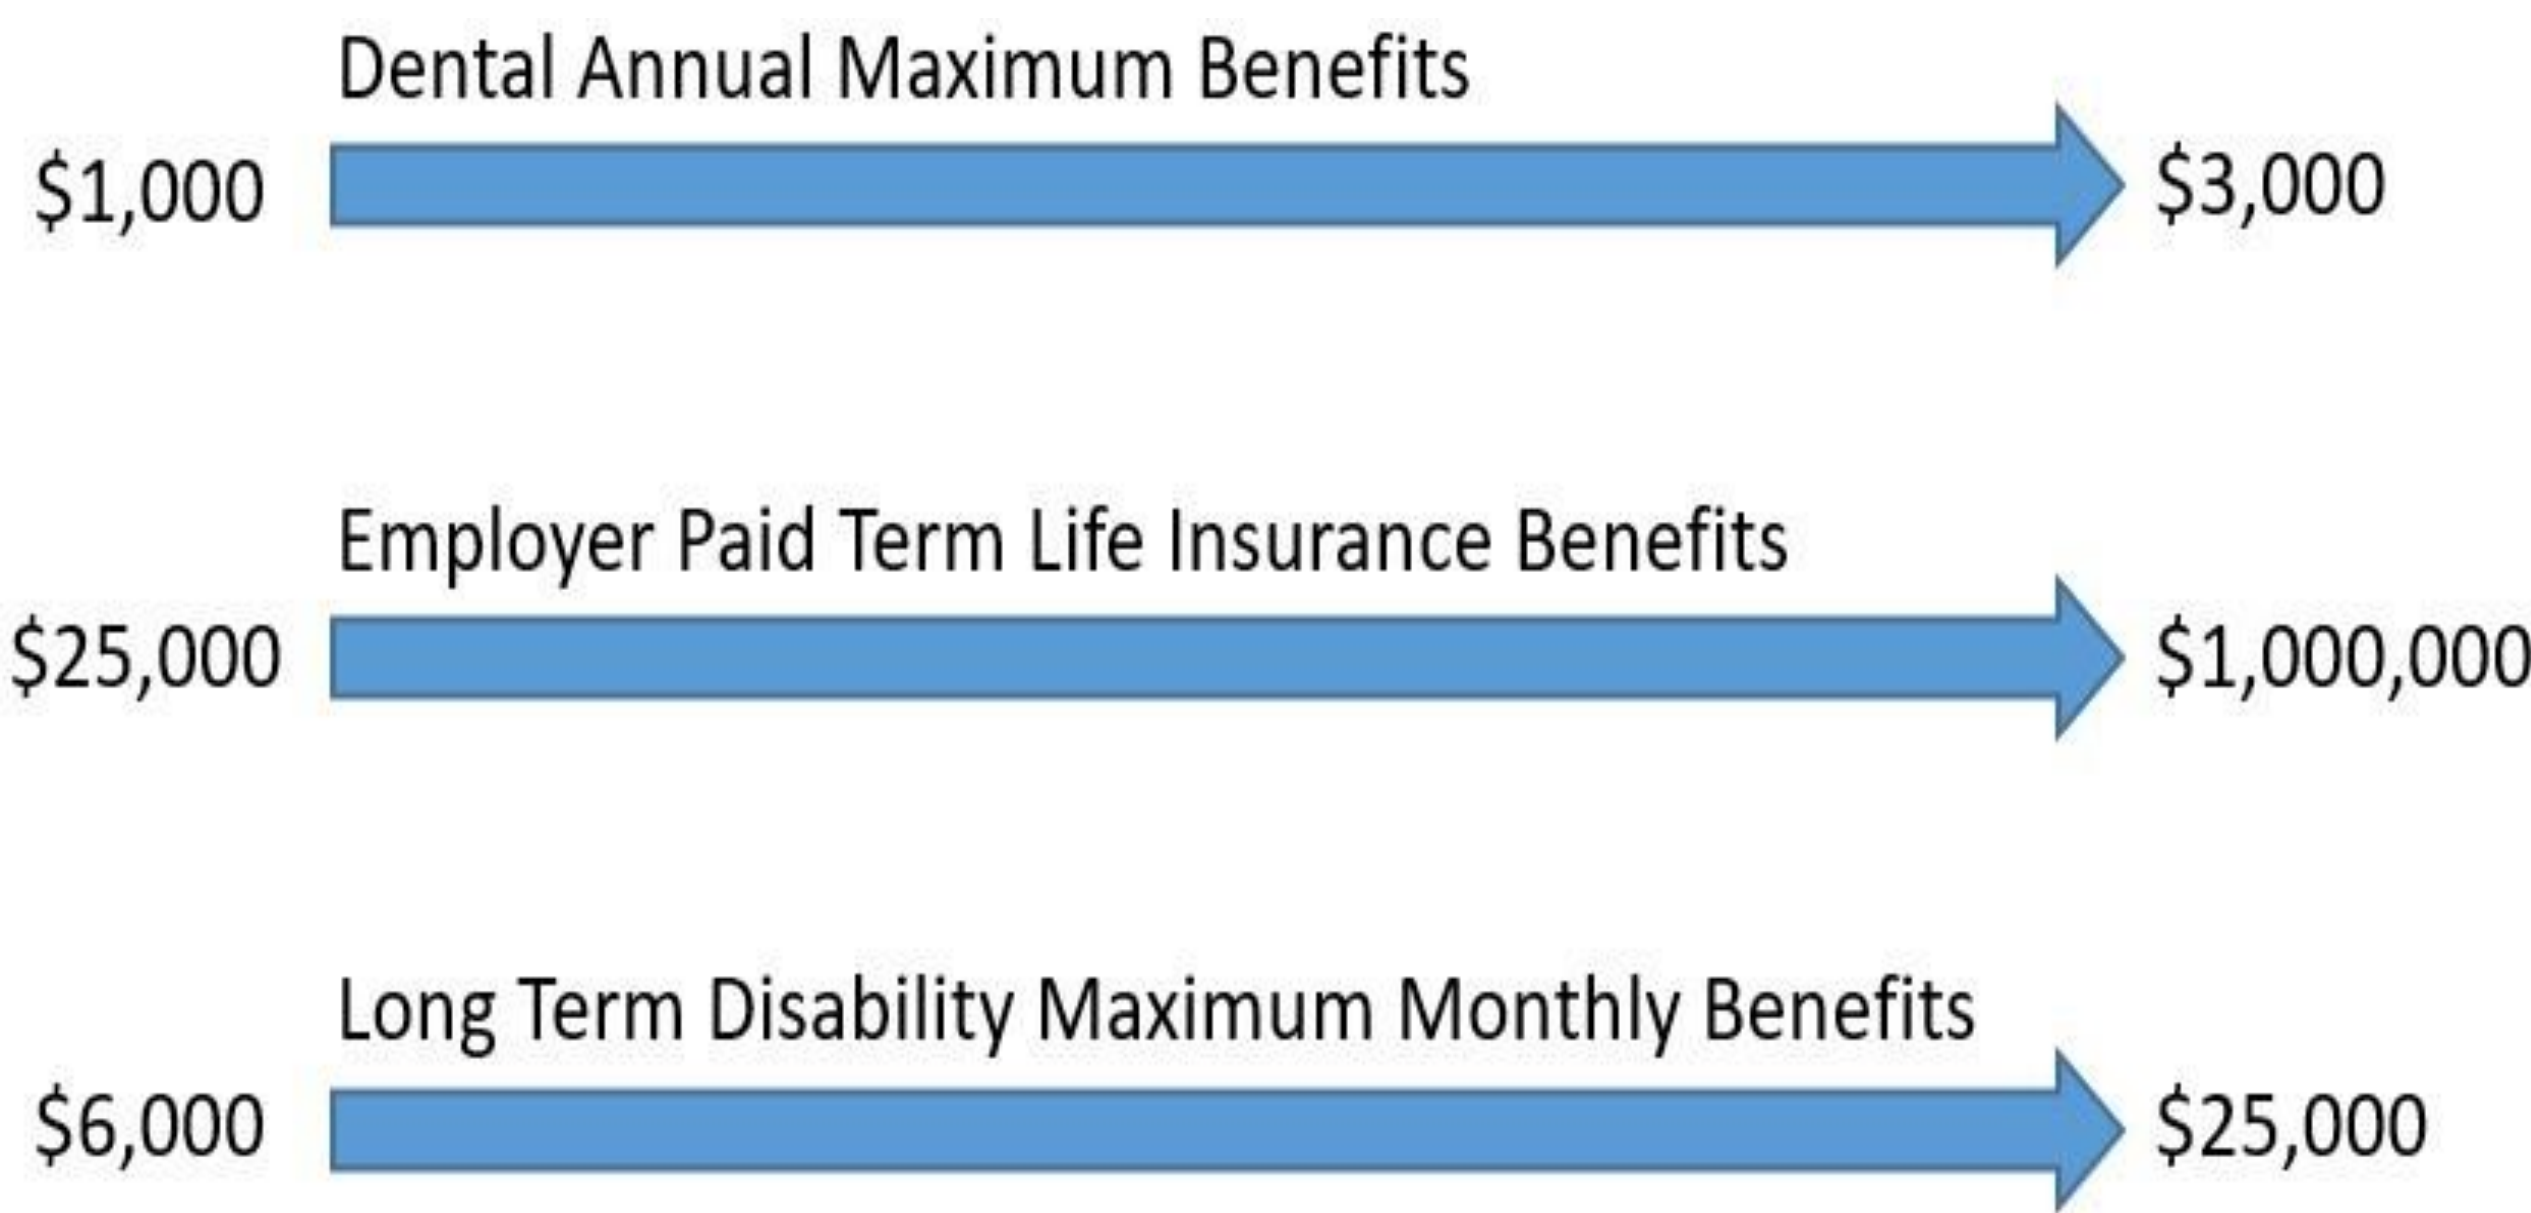 Dental Annual Maximum Benefits
$1,000 $3,000
Employer Paid Term Life Insurance Benefits
$25,000 $1,000,000
Long Term Disability Maximum Monthly Benefits
$6,000 $25,000